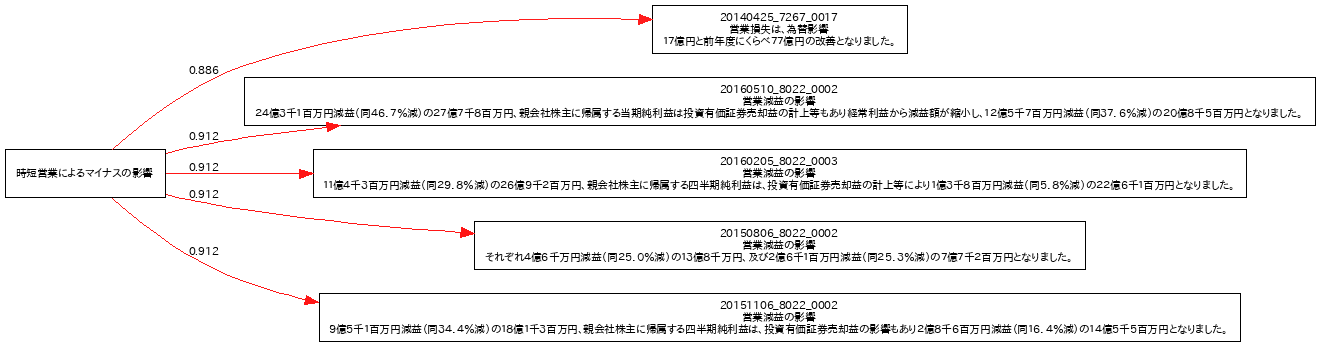 20140425_7267_0017
営業損失は、為替影響
17億円と前年度にくらべ77億円の改善となりました。
0.886
20160510_8022_0002
営業減益の影響
24億3千1百万円減益(同46.7%減)の27億7千8百万円、親会社株主に帰属する当期純利益は投資有価証券売却益の計上等もあり経常利益から減益額が縮小し、12億5千7百万円減益(同37.6%減)の20億8千5百万円となりました。
0.912
時短営業によるマイナスの影響
0.912
20160205_8022_0003
営業減益の影響
11億4千3百万円減益(同29.8%減)の26億9千2百万円、親会社株主に帰属する四半期純利益は、投資有価証券売却益の計上等により1億3千8百万円減益(同5.8%減)の22億6千1百万円となりました。
0.912
20150806_8022_0002
営業減益の影響
それぞれ4億6千万円減益(同25.0%減)の13億8千万円、及び2億6千1百万円減益(同25.3%減)の7億7千2百万円となりました。
0.912
20151106_8022_0002
営業減益の影響
9億5千1百万円減益(同34.4%減)の18億1千3百万円、親会社株主に帰属する四半期純利益は、投資有価証券売却益の影響もあり2億8千6百万円減益(同16.4%減)の14億5千5百万円となりました。